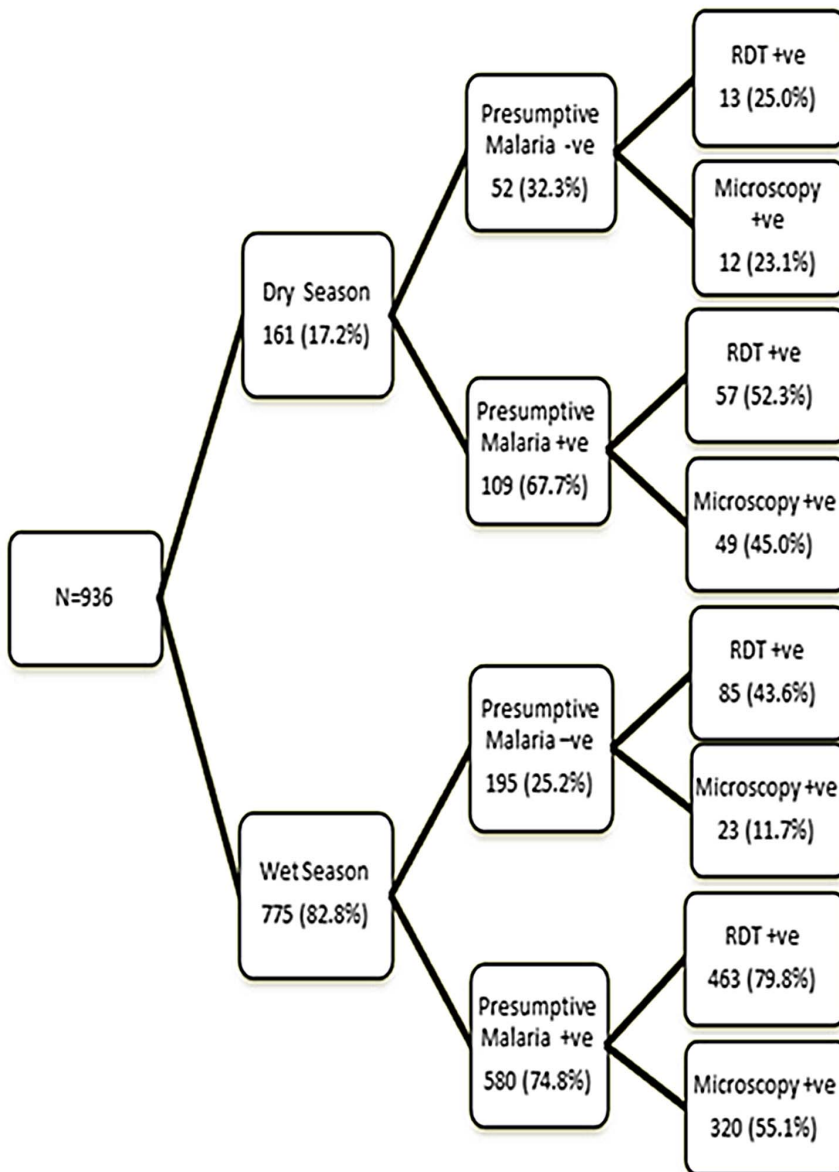 N=936
Dry Season
161 (17.2%)
Presumptive
Malaria -ve
52 (32.3%)
RDT +ve
13 (25.0%)
Microscopy
+ve
12 (23.1%)
Presumptive
Malaria +ve
109 (67.7%)
RDT +ve
57 (52.3%)
Microscopy +ve
49 (45.0%)
Wet Season
775 (82.8%)
Presumptive
Malaria –ve
195 (25.2%)
RDT +ve
85 (43.6%)
Microscopy +ve
23 (11.7%)
Presumptive
Malaria +ve
580 (74.8%)
RDT +ve
463 (79.8%)
Microscopy +ve
320 (55.1%)